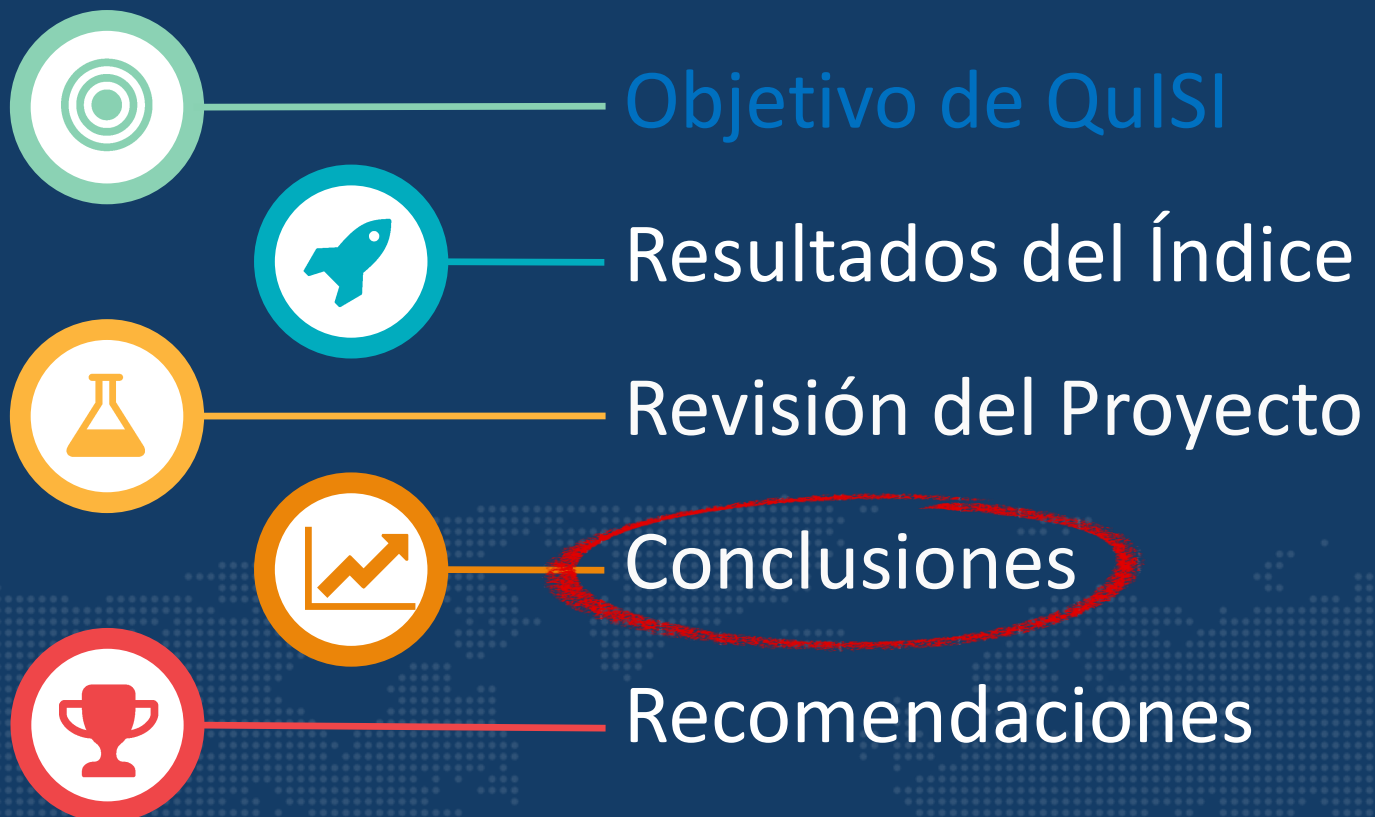 Objetivo de QuISI
Resultados del Índice
Revisión del Proyecto
Conclusiones
Recomendaciones